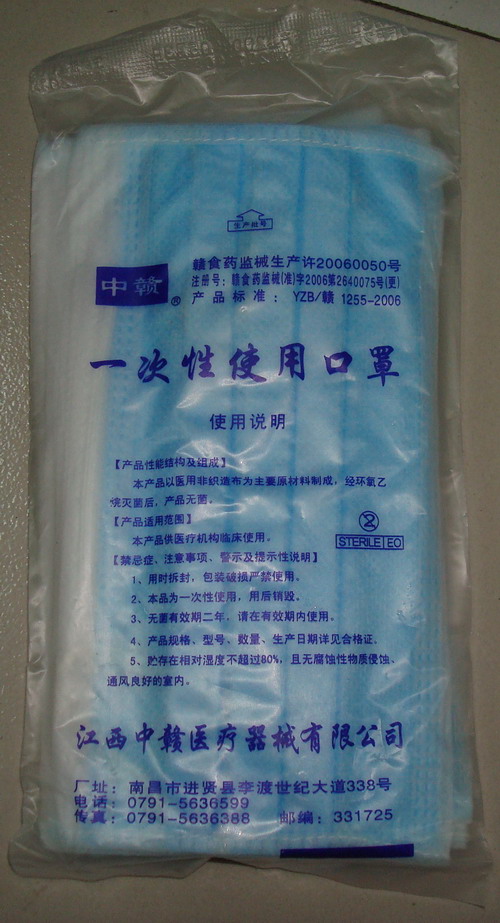 生产批号
赣食药监械生产许20060050号
注册号：赣食药监械(准)字2006第2640075号(更)
产品标准：YZB/赣 1255-2006
中赣®
一次性使用口罩
使用说明
【产品性能结构及组成】
本产品以医用非织造布为主要原材料制成，经环氧乙
烷灭菌后，产品无菌。
【产品适用范围】
本产品供医疗机构临床使用。
2
STERILE EO
【禁忌症、注意事项、警示及提示性说明】
1、用时拆封，包装破损严禁使用。
2、本品为一次性使用，用后销毁。
3、无菌有效期二年，请在有效期内使用。
4、产品规格、型号、数量、生产日期详见合格证。
5、贮存在相对湿度不超过80%，且无腐蚀性物质侵蚀、
通风良好的室内。
江西中赣医疗器械有限公司
厂址：南昌市进贤县李渡世纪大道338号
电话：0791-5636599
传真：0791-5636388 邮编：331725